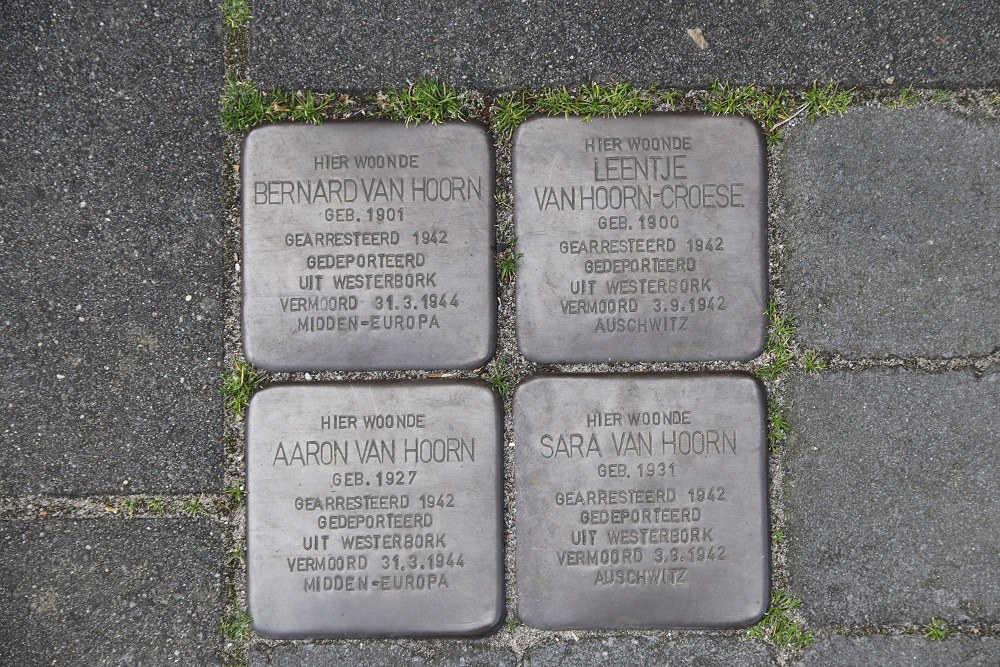 HIER WOONDE
BERNARD VAN HOORN
GEB. 1901
GEARRESTEERD 1942
GEDEPORTEERD
UIT WESTERBORK
VERMOORD 31.3.1944
MIDDEN-EUROPA
HIER WOONDE
LEENTJE
VAN HOORN-CROESE
GEB. 1900
GEARRESTEERD 1942
GEDEPORTEERD
UIT WESTERBORK
VERMOORD 3.9.1942
AUSCHWITZ
HIER WOONDE
AARON VAN HOORN
GEB. 1927
GEARRESTEERD 1942
GEDEPORTEERD
UIT WESTERBORK
VERMOORD 31.3.1944
MIDDEN-EUROPA
HIER WOONDE
SARA VAN HOORN
GEB. 1931
GEARRESTEERD 1942
GEDEPORTEERD
UIT WESTERBORK
VERMOORD 3.9.1942
AUSCHWITZ